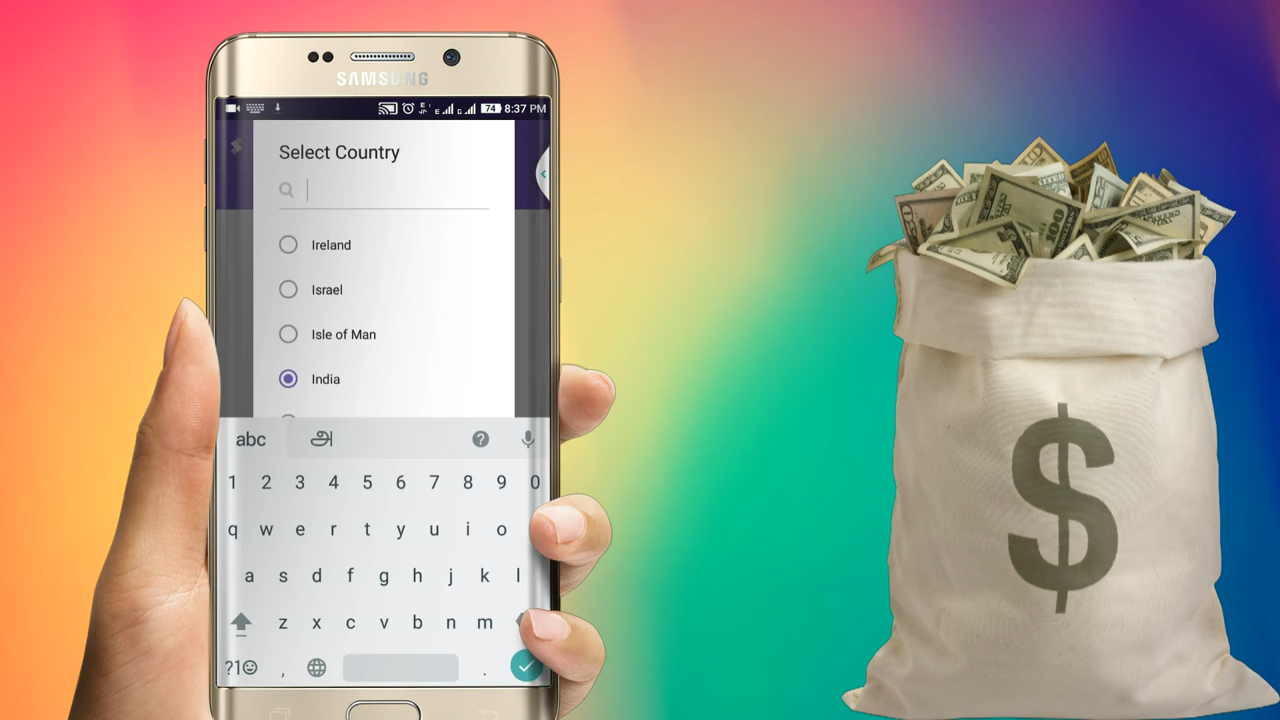 SAMSUNG
74 8:37 PM
Select Country
Ireland
Israel
Isle of Man
India
abc அ
1 2 3 4 5 6 7 8 9 0
q w e r t y u i o
a s d f g h j k l
z x c v b n m
?1☺ , .
$